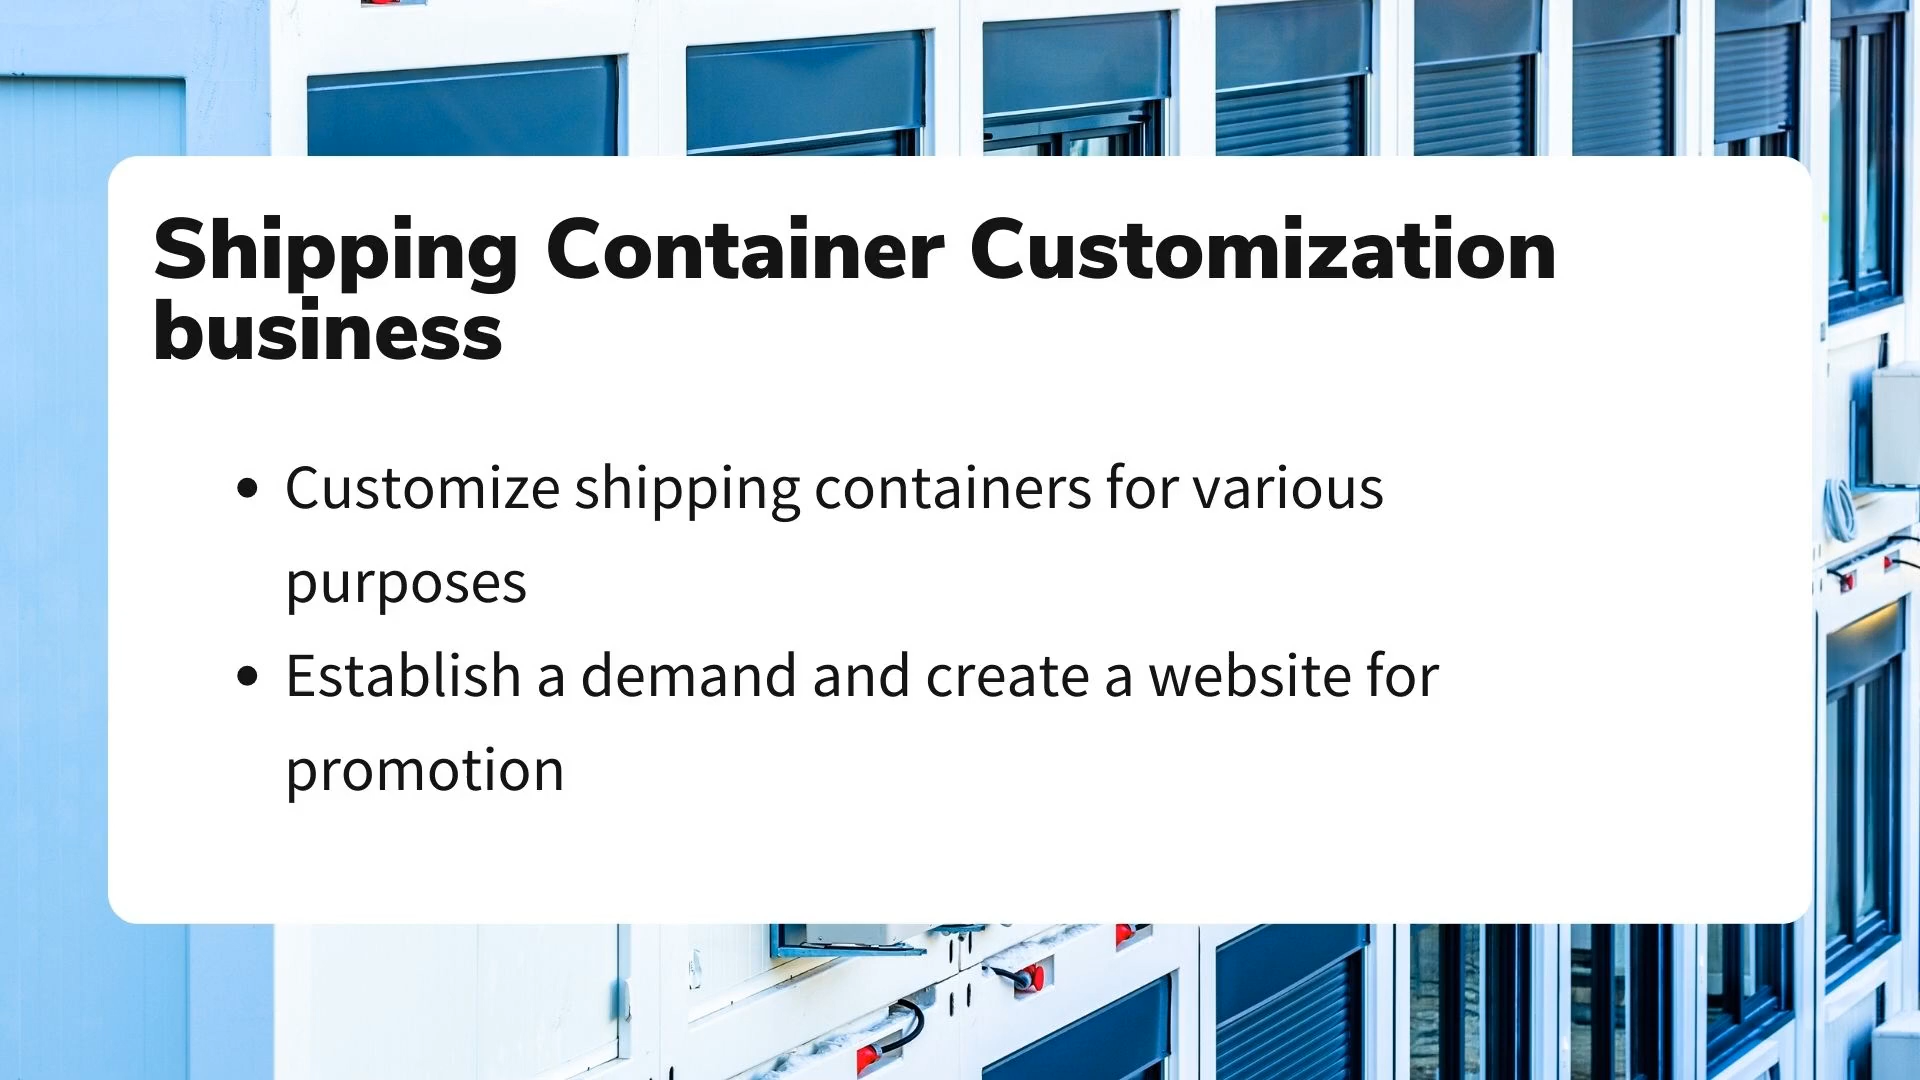 Shipping Container Customization
business
• Customize shipping containers for various
purposes
• Establish a demand and create a website for
promotion